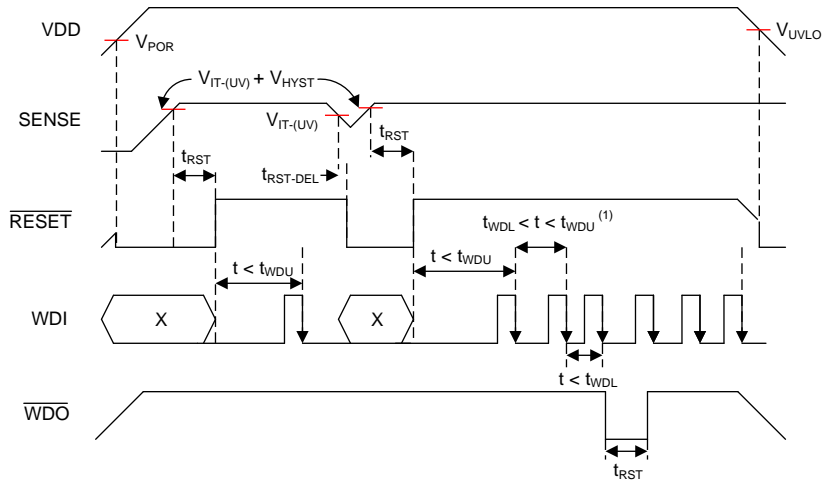 VDD
V_POR
V_UVLO
V_IT-(UV) + V_HYST
SENSE
V_IT-(UV)
t_RST
t_RST-DEL
t_RST
RESET
t_WDL < t < t_WDU (1)
t < t_WDU
t < t_WDU
WDI
X
X
t < t_WDL
WDO
t_RST